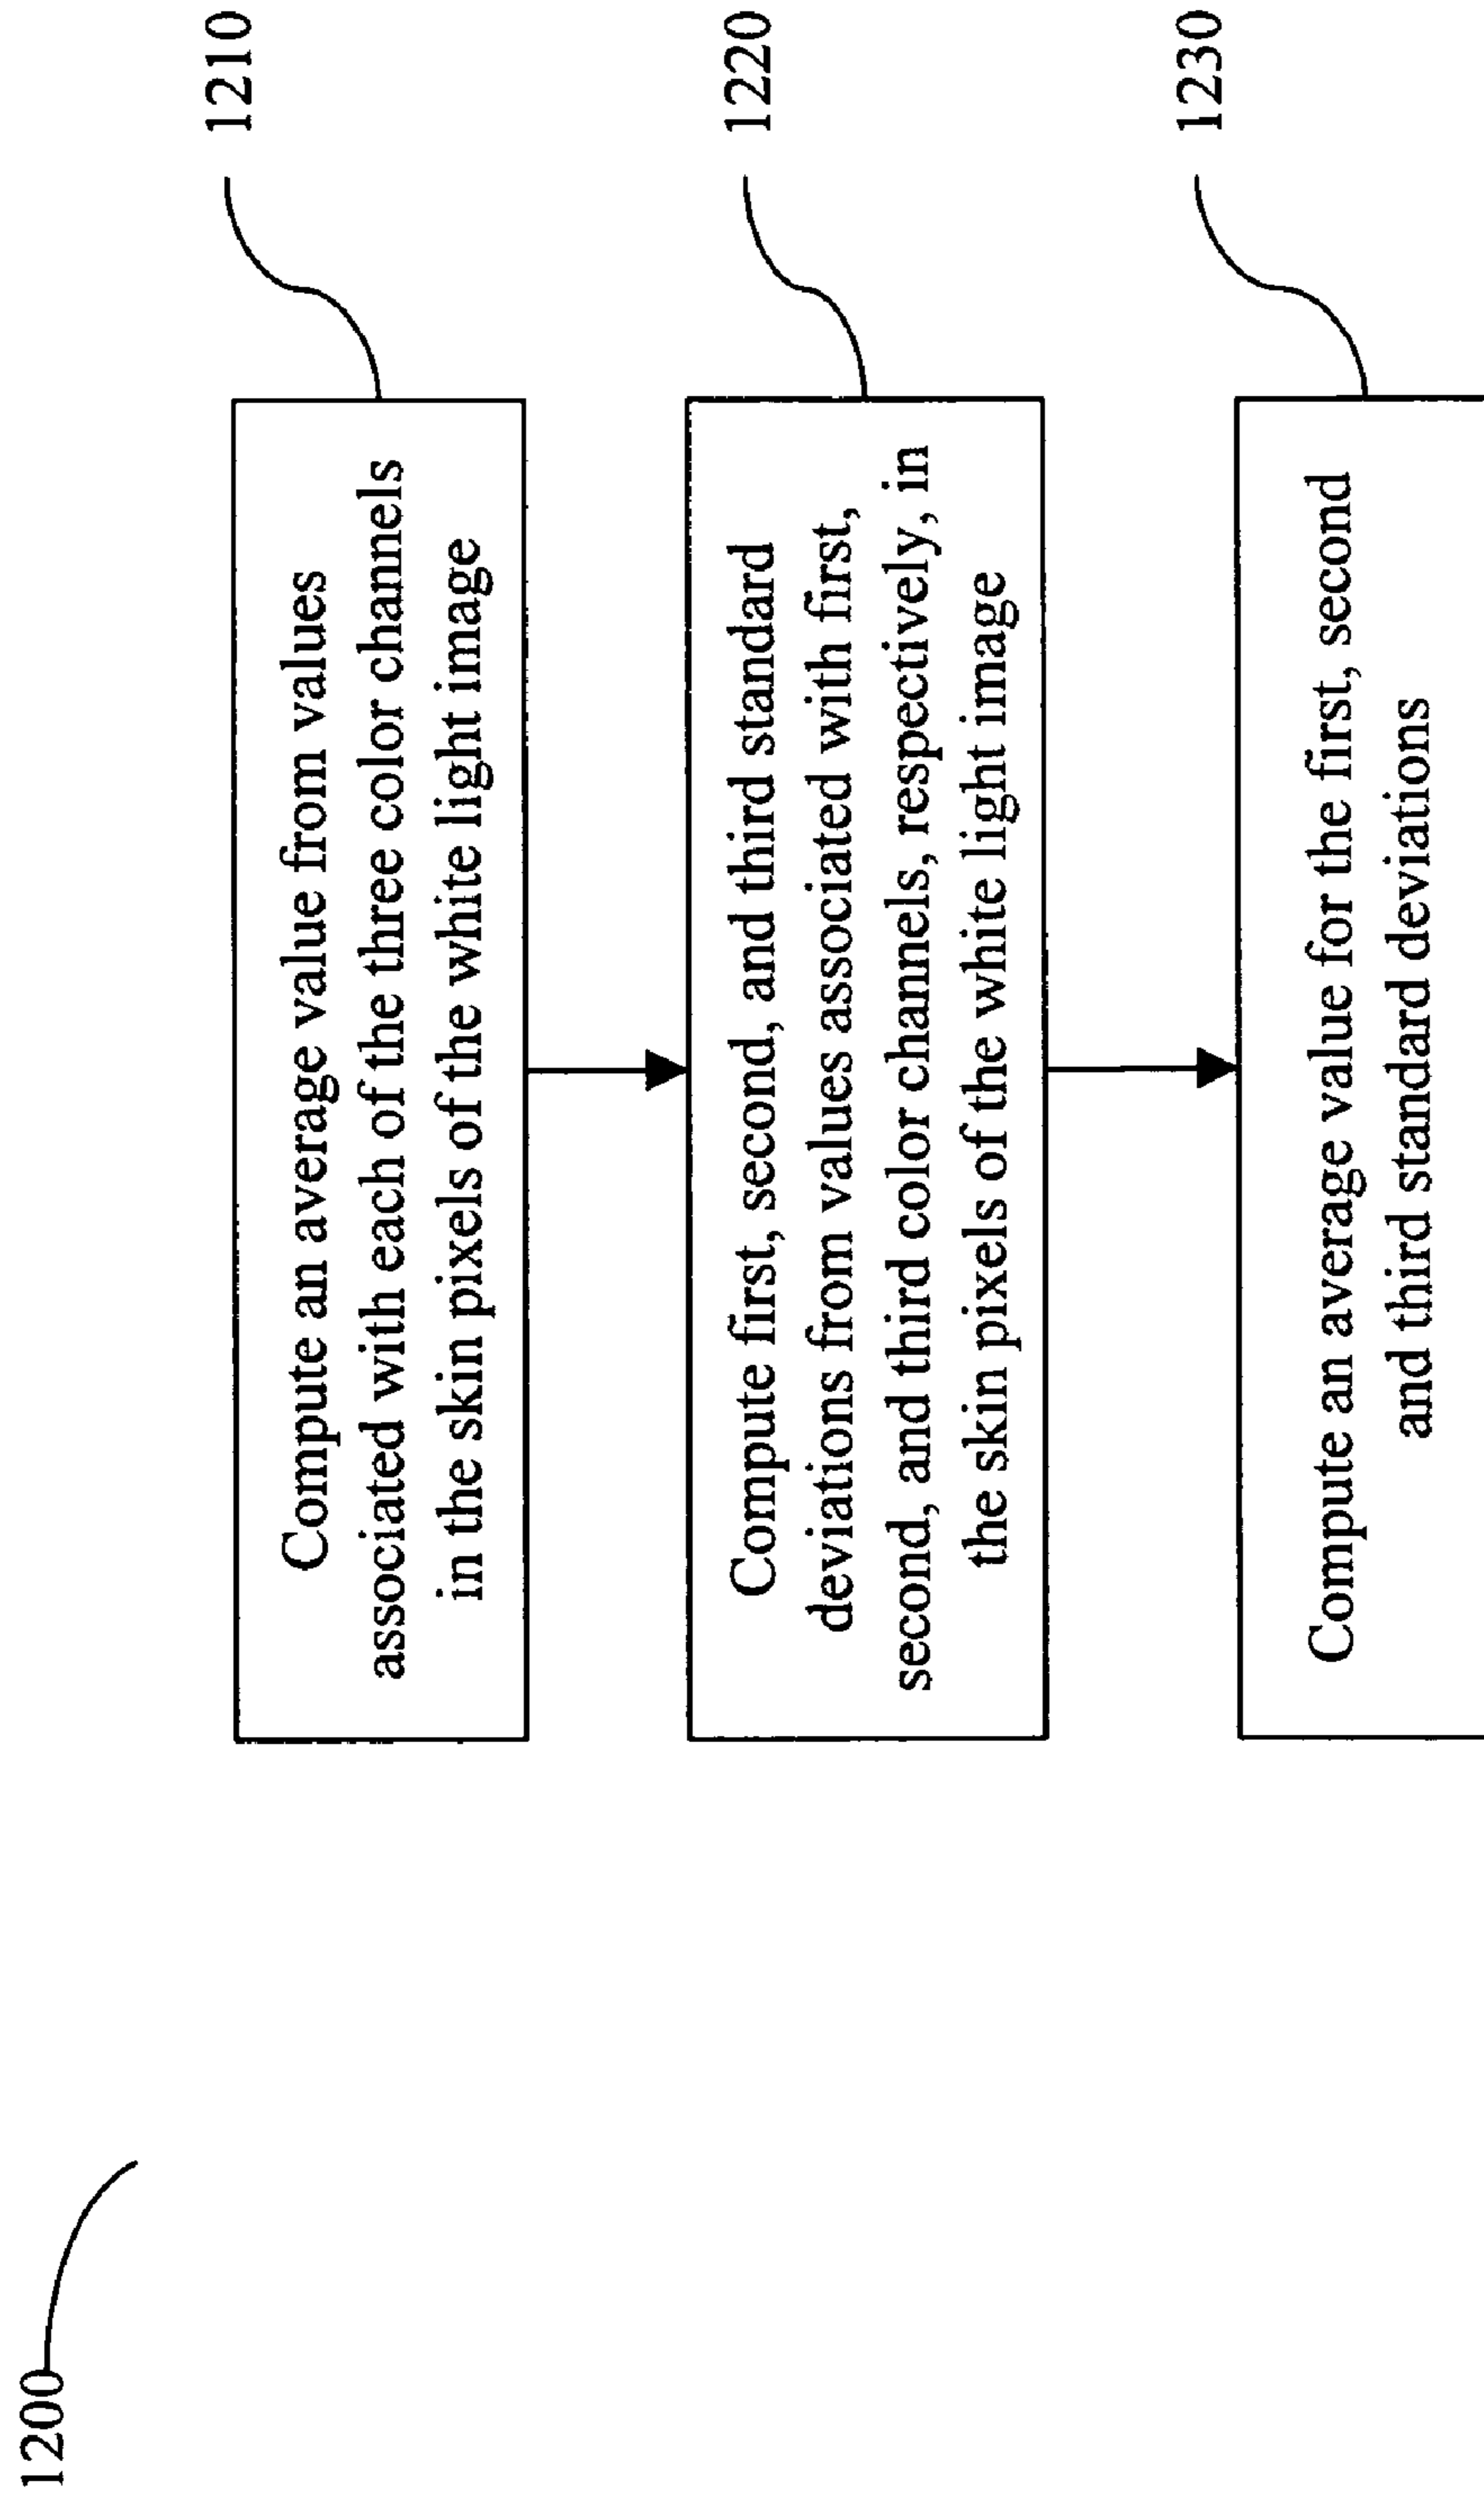 1200
Compute an average value from values
associated with each of the three color channels
in the skin pixels of the white light image
1210
Compute first, second, and third standard
deviations from values associated with first,
second, and third color channels, respectively, in
the skin pixels of the white light image
1220
Compute an average value for the first, second
and third standard deviations
1230